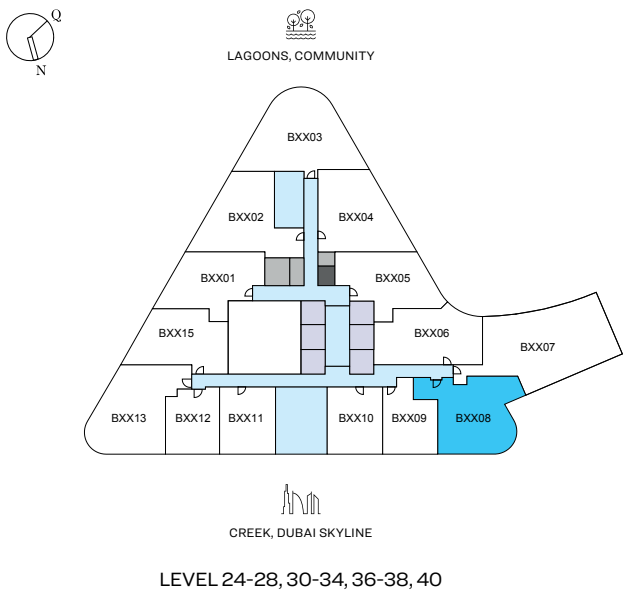 Q
N
LAGOONS, COMMUNITY
BXX03
BXX02
BXX04
BXX01
BXX05
BXX15
BXX06
BXX07
BXX13
BXX12
BXX11
BXX10
BXX09
BXX08
CREEK, DUBAI SKYLINE
LEVEL 24-28, 30-34, 36-38, 40